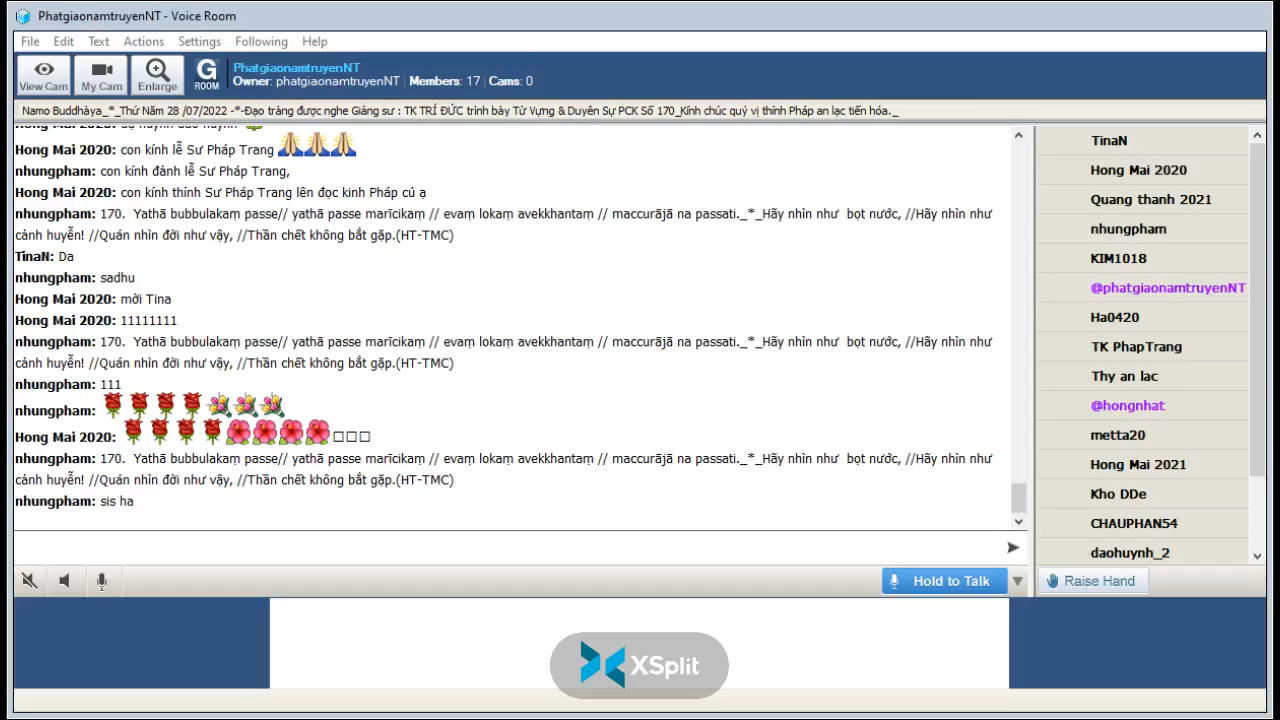 PhatgiaonamtruyenNT - Voice Room
File Edit Text Actions Settings Following Help
View Cam
My Cam
Enlarge
G
ROOM
PhatgiaonamtruyenNT
Owner: phatgiaonamtruyenNT | Members: 17 | Cams: 0
Namo Buddhàya_*_Thứ Năm 28 /07/2022 -*-Đạo tràng được nghe Giảng sư : TK TRÍ ĐỨC trình bày Từ Vựng & Duyên Sự PCK Số 170_Kính chúc quý vị thính Pháp an lạc tiến hóa._
Hong Mai 2020: con kính lễ Sư Pháp Trang
nhungpham: con kính đảnh lễ Sư Pháp Trang,
Hong Mai 2020: con kính thỉnh Sư Pháp Trang lên đọc kinh Pháp cú ạ
nhungpham: 170. Yathā bubbulakaṃ passe// yathā passe marīcikaṃ // evaṃ lokaṃ avekkhantaṃ // maccurājā na passati._*_Hãy nhìn như bọt nước, //Hãy nhìn như
cảnh huyễn! //Quán nhìn đời như vậy, //Thần chết không bắt gặp.(HT-TMC)
TinaN: Da
nhungpham: sadhu
Hong Mai 2020: mời Tina
Hong Mai 2020: 11111111
nhungpham: 170. Yathā bubbulakaṃ passe// yathā passe marīcikaṃ // evaṃ lokaṃ avekkhantaṃ // maccurājā na passati._*_Hãy nhìn như bọt nước, //Hãy nhìn như
cảnh huyễn! //Quán nhìn đời như vậy, //Thần chết không bắt gặp.(HT-TMC)
nhungpham: 111
nhungpham:
Hong Mai 2020:
nhungpham: 170. Yathā bubbulakaṃ passe// yathā passe marīcikaṃ // evaṃ lokaṃ avekkhantaṃ // maccurājā na passati._*_Hãy nhìn như bọt nước, //Hãy nhìn như
cảnh huyễn! //Quán nhìn đời như vậy, //Thần chết không bắt gặp.(HT-TMC)
nhungpham: sis ha
TinaN
Hong Mai 2020
Quang thanh 2021
nhungpham
KIM1018
@phatgiaonamtruyenNT
Ha0420
TK PhapTrang
Thy an lac
@hongnhat
metta20
Hong Mai 2021
Kho DDe
CHAUPHAN54
daohuynh_2
Hold to Talk
Raise Hand
XSplit